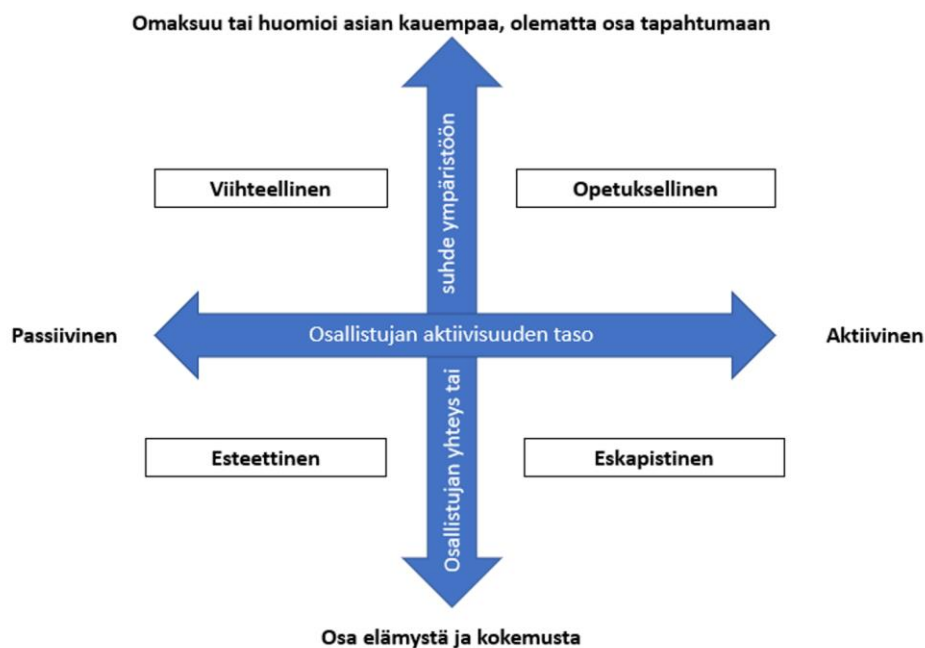 Omaksuu tai huomioi asian kauempaa, olematta osa tapahtumaan
suhde ympäristöön
Viihteellinen
Opetuksellinen
Passiivinen
Osallistujan aktiivisuuden taso
Aktiivinen
Osallistujan yhteys tai
Esteettinen
Eskapistinen
Osa elämystä ja kokemusta